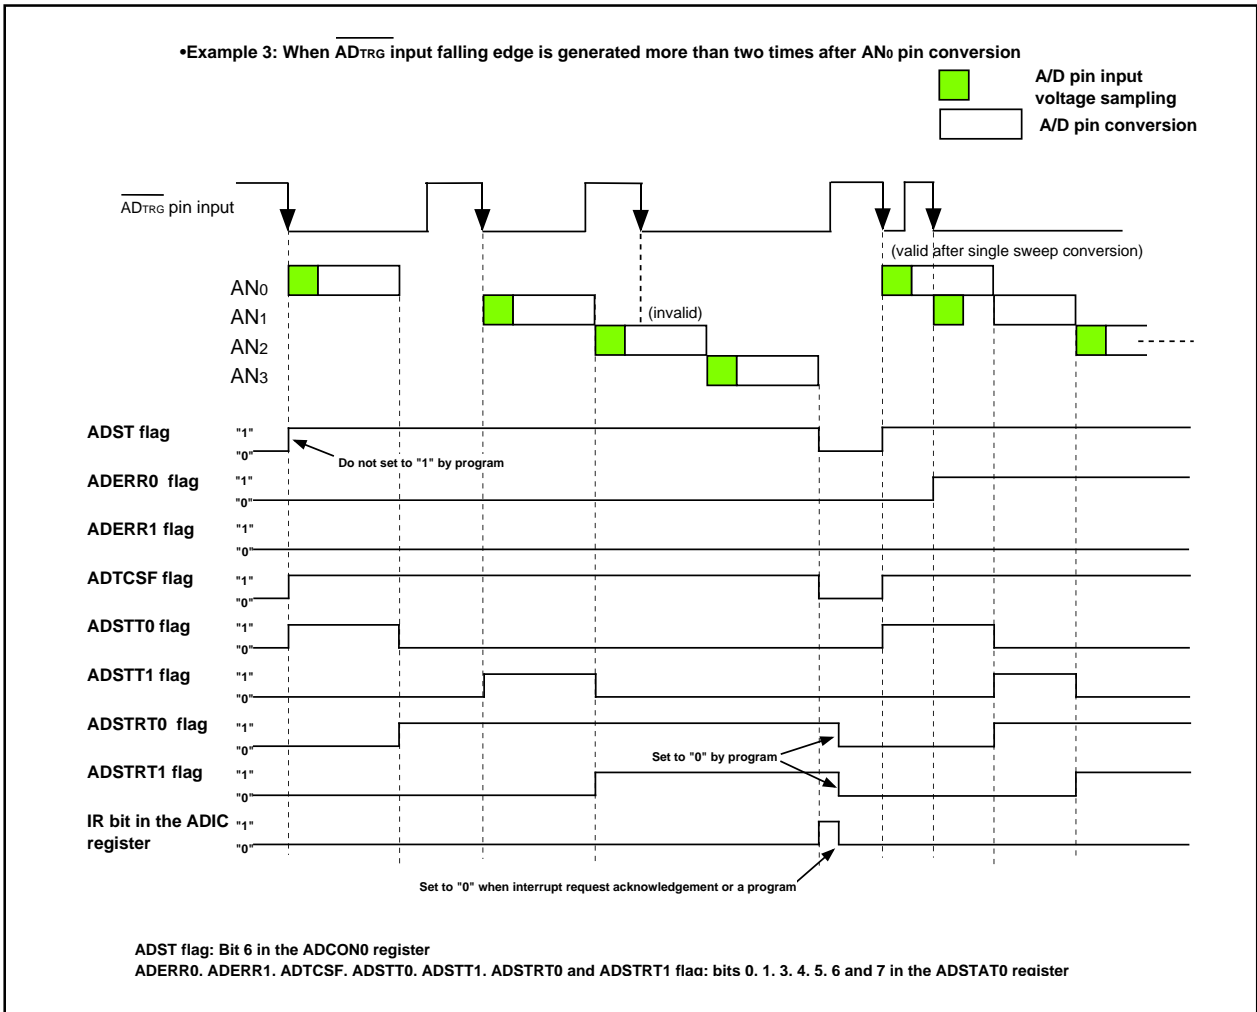 •Example 3: When ADTRG input falling edge is generated more than two times after AN0 pin conversion
A/D pin input
voltage sampling
A/D pin conversion
ADTRG pin input
(valid after single sweep conversion)
AN0
AN1
(invalid)
AN2
AN3
ADST flag
"1"
"0"
Do not set to "1" by program
ADERR0 flag
"1"
"0"
ADERR1 flag
"1"
"0"
ADTCSF flag
"1"
"0"
ADSTT0 flag
"1"
"0"
ADSTT1 flag
"1"
"0"
ADSTRT0 flag
"1"
"0"
Set to "0" by program
ADSTRT1 flag
"1"
"0"
IR bit in the ADIC
register
"1"
"0"
Set to "0" when interrupt request acknowledgement or a program
ADST flag: Bit 6 in the ADCON0 register
ADERR0, ADERR1, ADTCSF, ADSTT0, ADSTT1, ADSTRT0 and ADSTRT1 flag: bits 0, 1, 3, 4, 5, 6 and 7 in the ADSTAT0 register